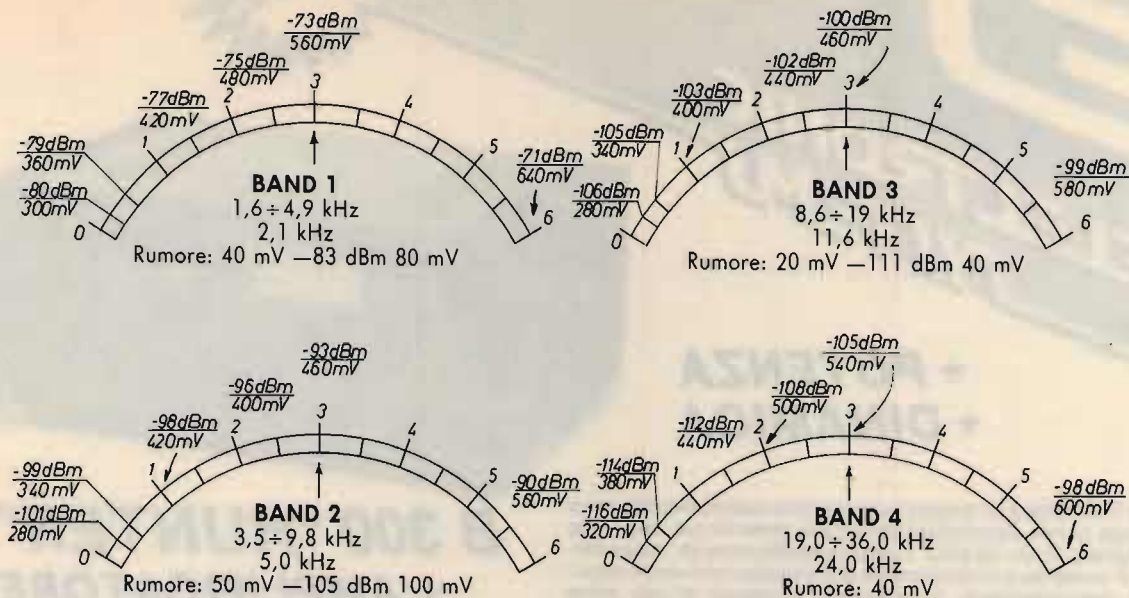 -73dBm
560mV
-75dBm
480mV
-77dBm
420mV
-79dBm
360mV
-80dBm
300mV
-71dBm
640mV
0
1
2
3
4
5
6
BAND 1
1,6÷4,9 kHz
2,1 kHz
Rumore: 40 mV —83 dBm 80 mV
-100dBm
460mV
-102dBm
440mV
-103dBm
400mV
-105dBm
340mV
-106dBm
280mV
-99dBm
580mV
0
1
2
3
4
5
6
BAND 3
8,6÷19 kHz
11,6 kHz
Rumore: 20 mV —111 dBm 40 mV
-93dBm
460mV
-96dBm
400mV
-98dBm
420mV
-99dBm
340mV
-101dBm
280mV
-90dBm
560mV
0
1
2
3
4
5
6
BAND 2
3,5÷9,8 kHz
5,0 kHz
Rumore: 50 mV —105 dBm 100 mV
-105dBm
540mV
-108dBm
500mV
-112dBm
440mV
-114dBm
380mV
-116dBm
320mV
-98dBm
600mV
0
1
2
3
4
5
6
BAND 4
19,0÷36,0 kHz
24,0 kHz
Rumore: 40 mV